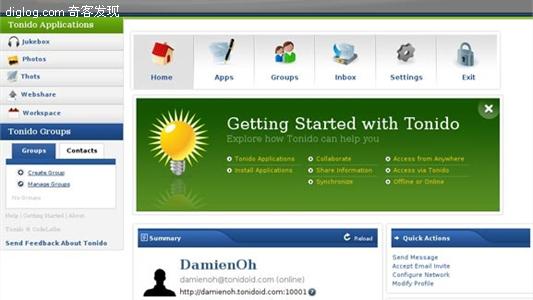 diglog.com 奇客发现
Tonido Applications
Jukebox
Photos
Thots
Webshare
Workspace
Tonido Groups
Groups
Contacts
Create Group
Manage Groups
No Groups
Help | Getting Started | About
Tonido © CodeLathe
Send Feedback About Tonido
Home
Apps
Groups
Inbox
Settings
Exit
Getting Started with Tonido
Explore how Tonido can help you
Tonido Applications
Install Applications
Collaborate
Share Information
Synchronize
Access from Anywhere
Access via Tonido
Offline or Online
Summary
Reload
DamienOh
damienoh@tonidoid.com (online)
http://damienoh.tonidoid.com:10001
Quick Actions
Send Message
Accept Email Invite
Configure Network
Modify Profile